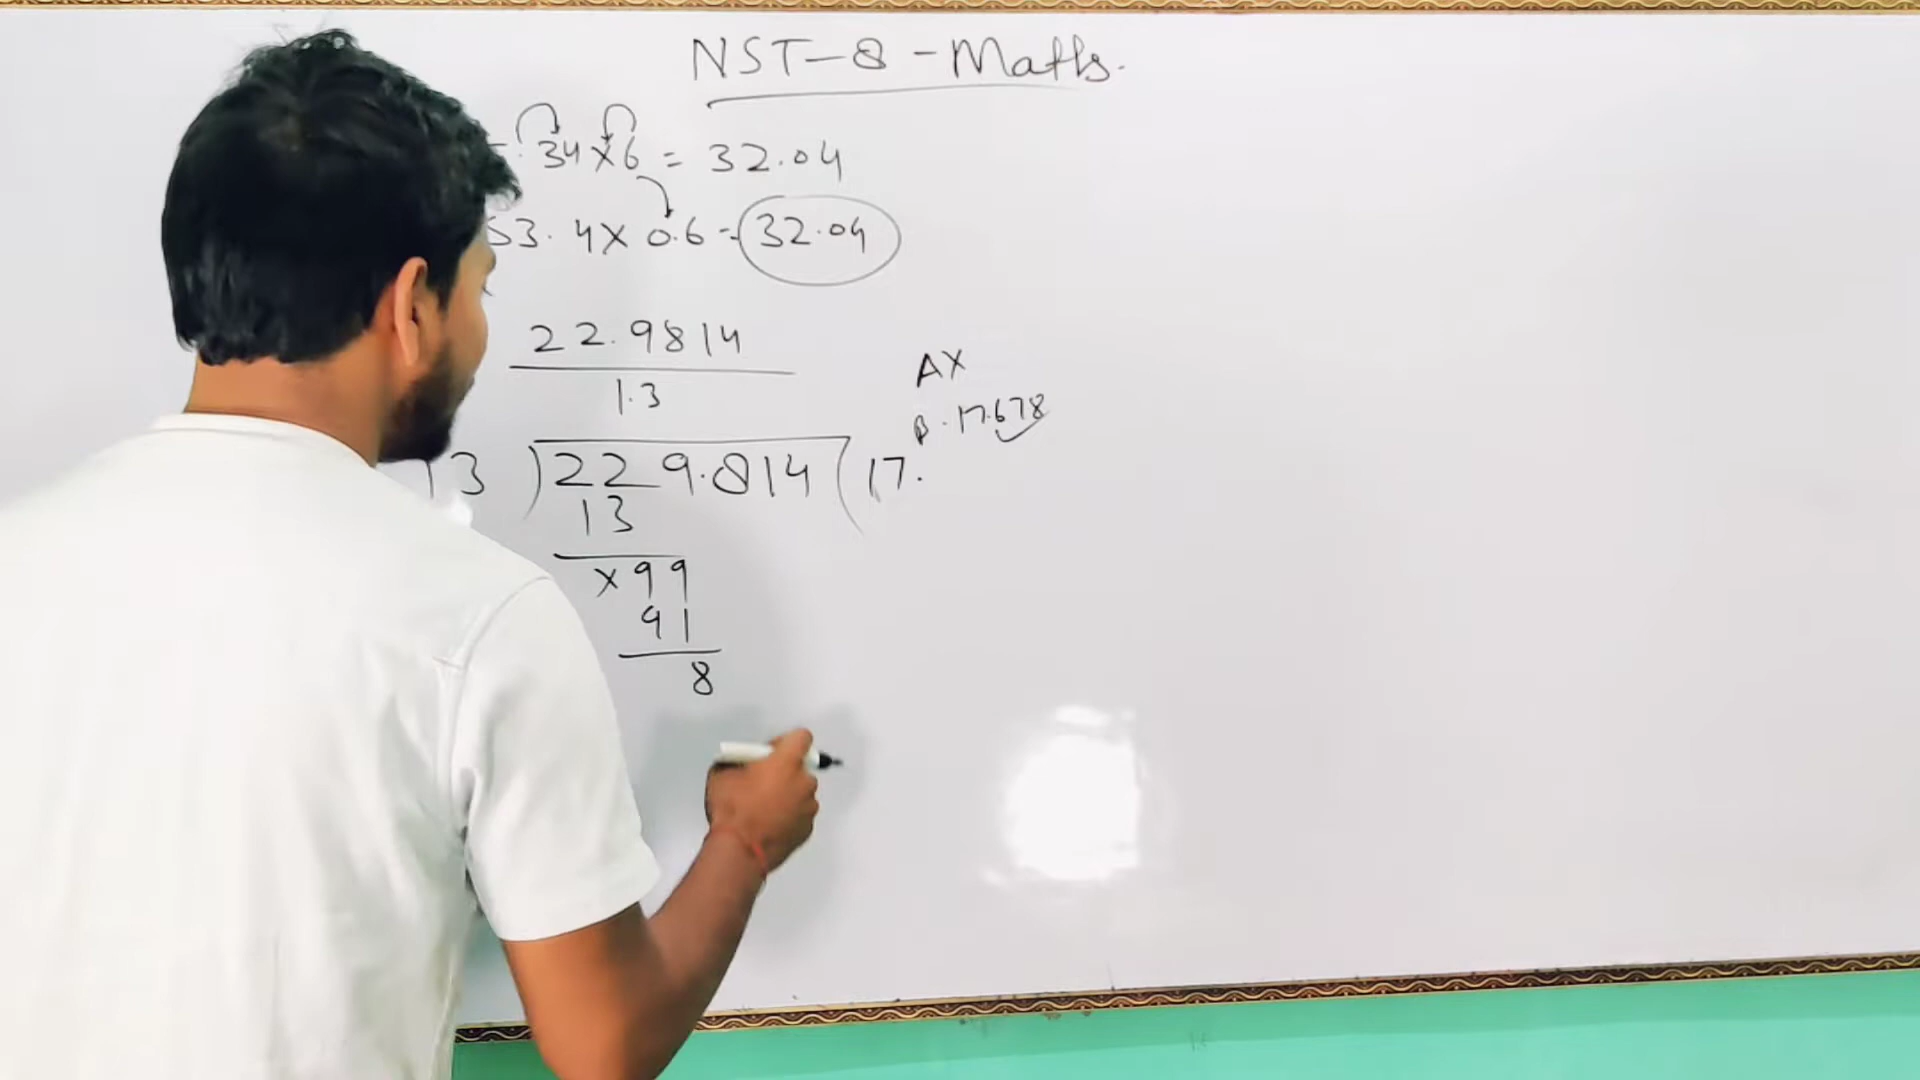 NST-8-Maths.
.34×6 = 32.04
53.4× 0.6 = 32.04
22.9814
1.3
A×
B. 17.678
13 ) 229.814 ( 17.
13
×99
91
8